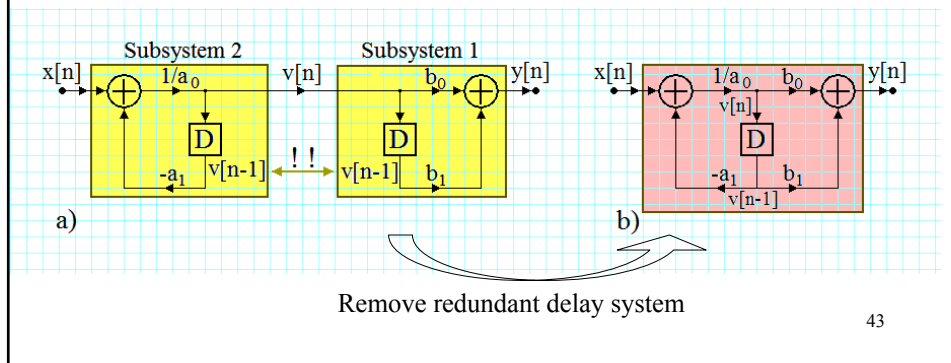 Subsystem 2 Subsystem 1
x[n] 1/a0 v[n] b0 y[n] x[n] 1/a0 b0 y[n]
v[n]
D D D
v[n-1] ! ! v[n-1]
-a1 b1 -a1 b1
v[n-1]
a) b)
Remove redundant delay system
43